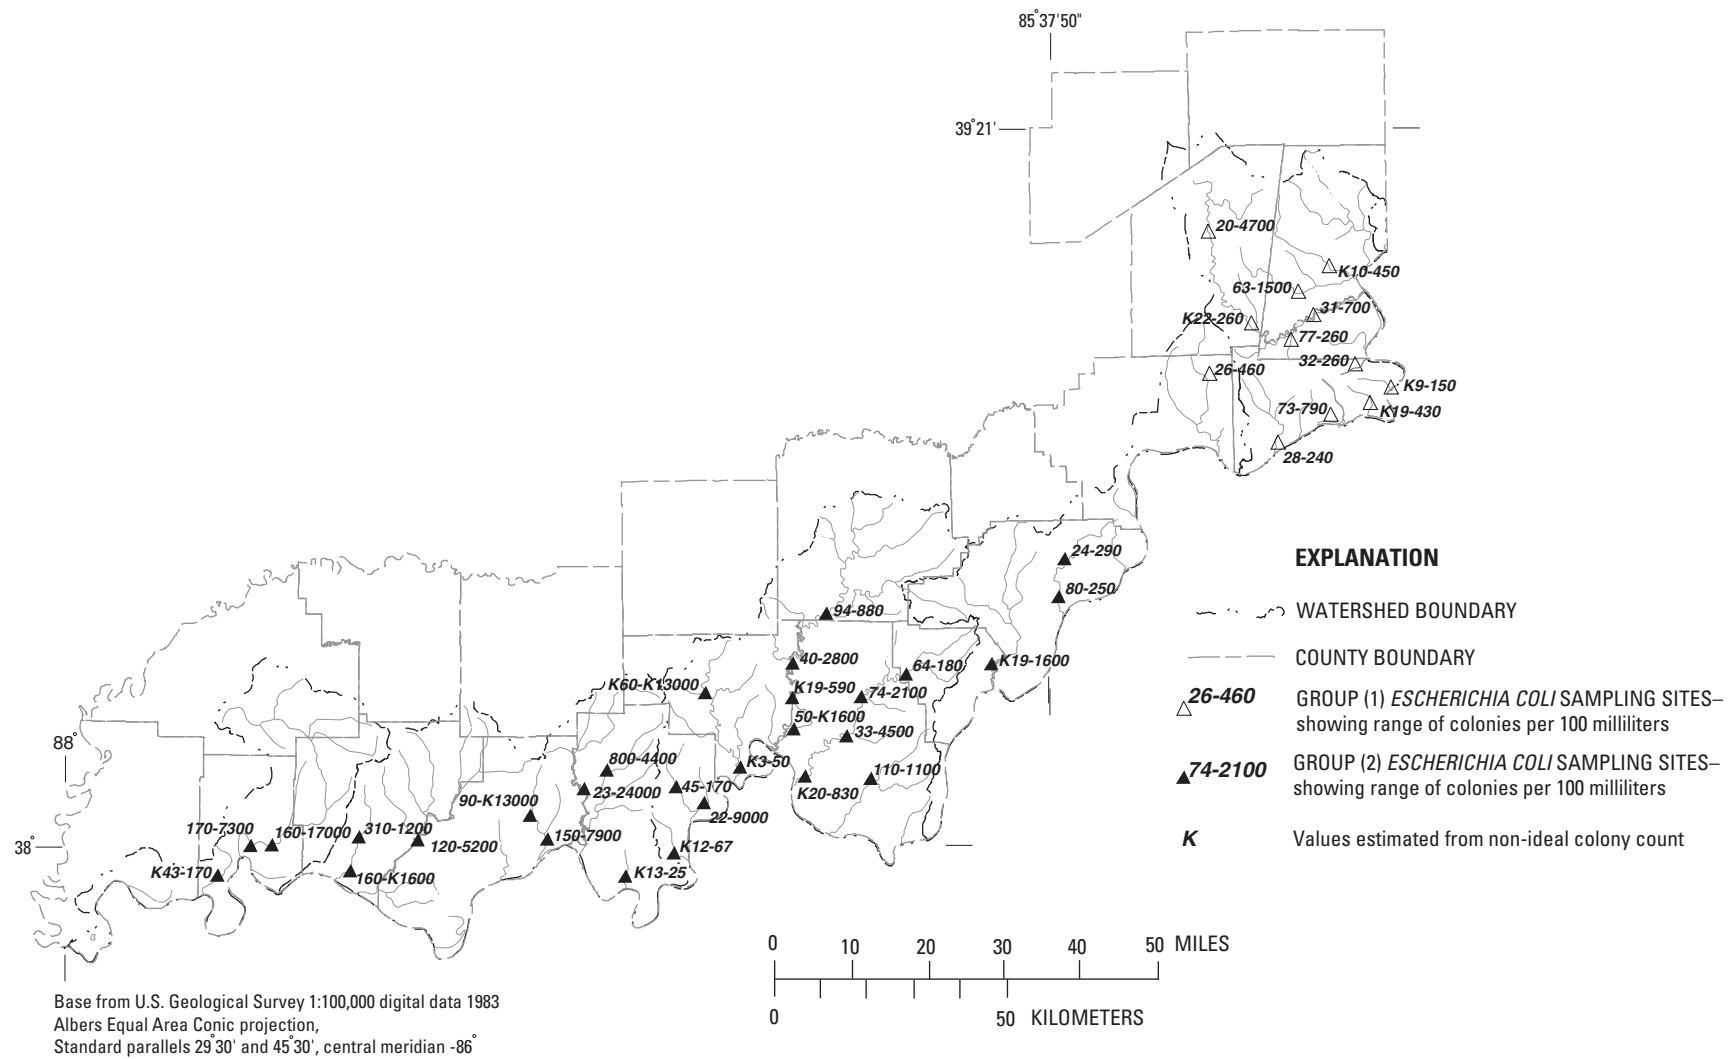 85°37'50"
39°21'
20-4700
K10-450
63-1500
31-700
K22-260
77-260
32-260
26-460
K9-150
73-790
K19-430
28-240
24-290
80-250
94-880
40-2800
64-180
K19-1600
K60-K13000
K19-590
74-2100
50-K1600
33-4500
88°
800-4400
K3-50
110-1100
23-24000
45-170
K20-830
90-K13000
22-9000
170-7300
160-17000
310-1200
150-7900
38°
120-5200
K12-67
K43-170
160-K1600
K13-25
EXPLANATION
WATERSHED BOUNDARY
COUNTY BOUNDARY
26-460
GROUP (1) ESCHERICHIA COLI SAMPLING SITES–
showing range of colonies per 100 milliliters
74-2100
GROUP (2) ESCHERICHIA COLI SAMPLING SITES–
showing range of colonies per 100 milliliters
K Values estimated from non-ideal colony count
0 10 20 30 40 50 MILES
0 50 KILOMETERS
Base from U.S. Geological Survey 1:100,000 digital data 1983
Albers Equal Area Conic projection,
Standard parallels 29°30' and 45°30', central meridian -86°